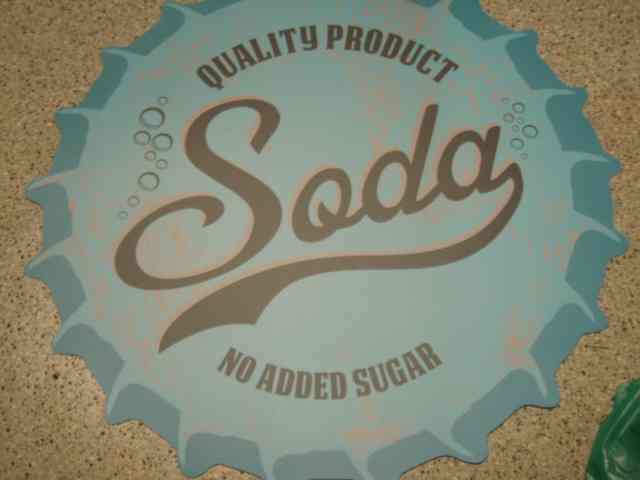 QUALITY PRODUCT
Soda
NO ADDED SUGAR